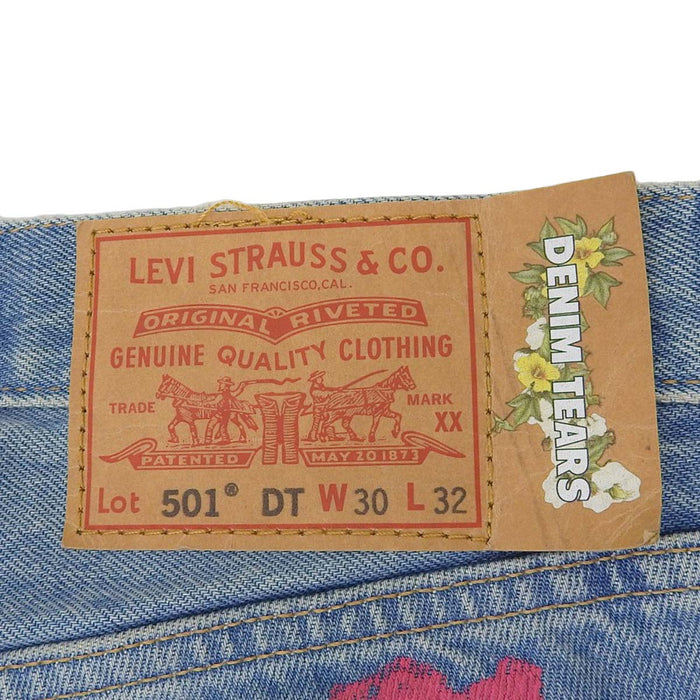 LEVI STRAUSS & CO.
SAN FRANCISCO, CAL.
ORIGINAL RIVETED
GENUINE QUALITY CLOTHING
TRADE MARK
XX
PATENTED MAY 20 1873
Lot 501® DT W 30 L 32
DENIM TEARS